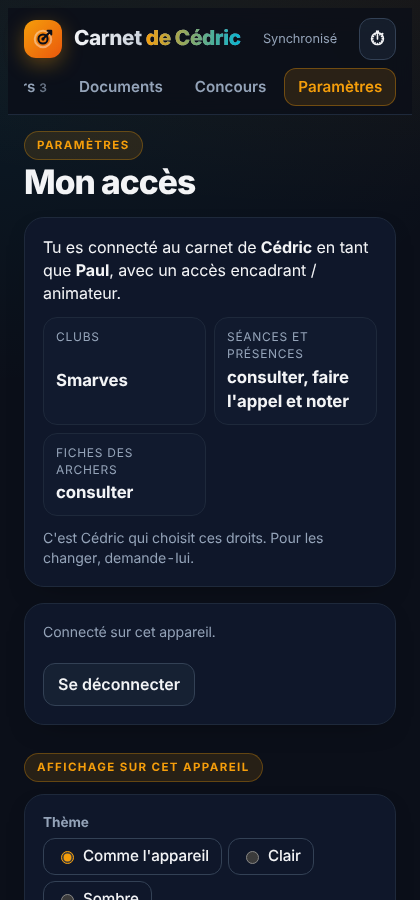 Carnet de Cédric
Synchronisé
rs 3
Documents
Concours
Paramètres
PARAMÈTRES
Mon accès
Tu es connecté au carnet de Cédric en tant
que Paul, avec un accès encadrant /
animateur.
CLUBS
Smarves
SÉANCES ET
PRÉSENCES
consulter, faire
l'appel et noter
FICHES DES
ARCHERS
consulter
C'est Cédric qui choisit ces droits. Pour les
changer, demande-lui.
Connecté sur cet appareil.
Se déconnecter
AFFICHAGE SUR CET APPAREIL
Thème
Comme l'appareil
Clair
Sombre